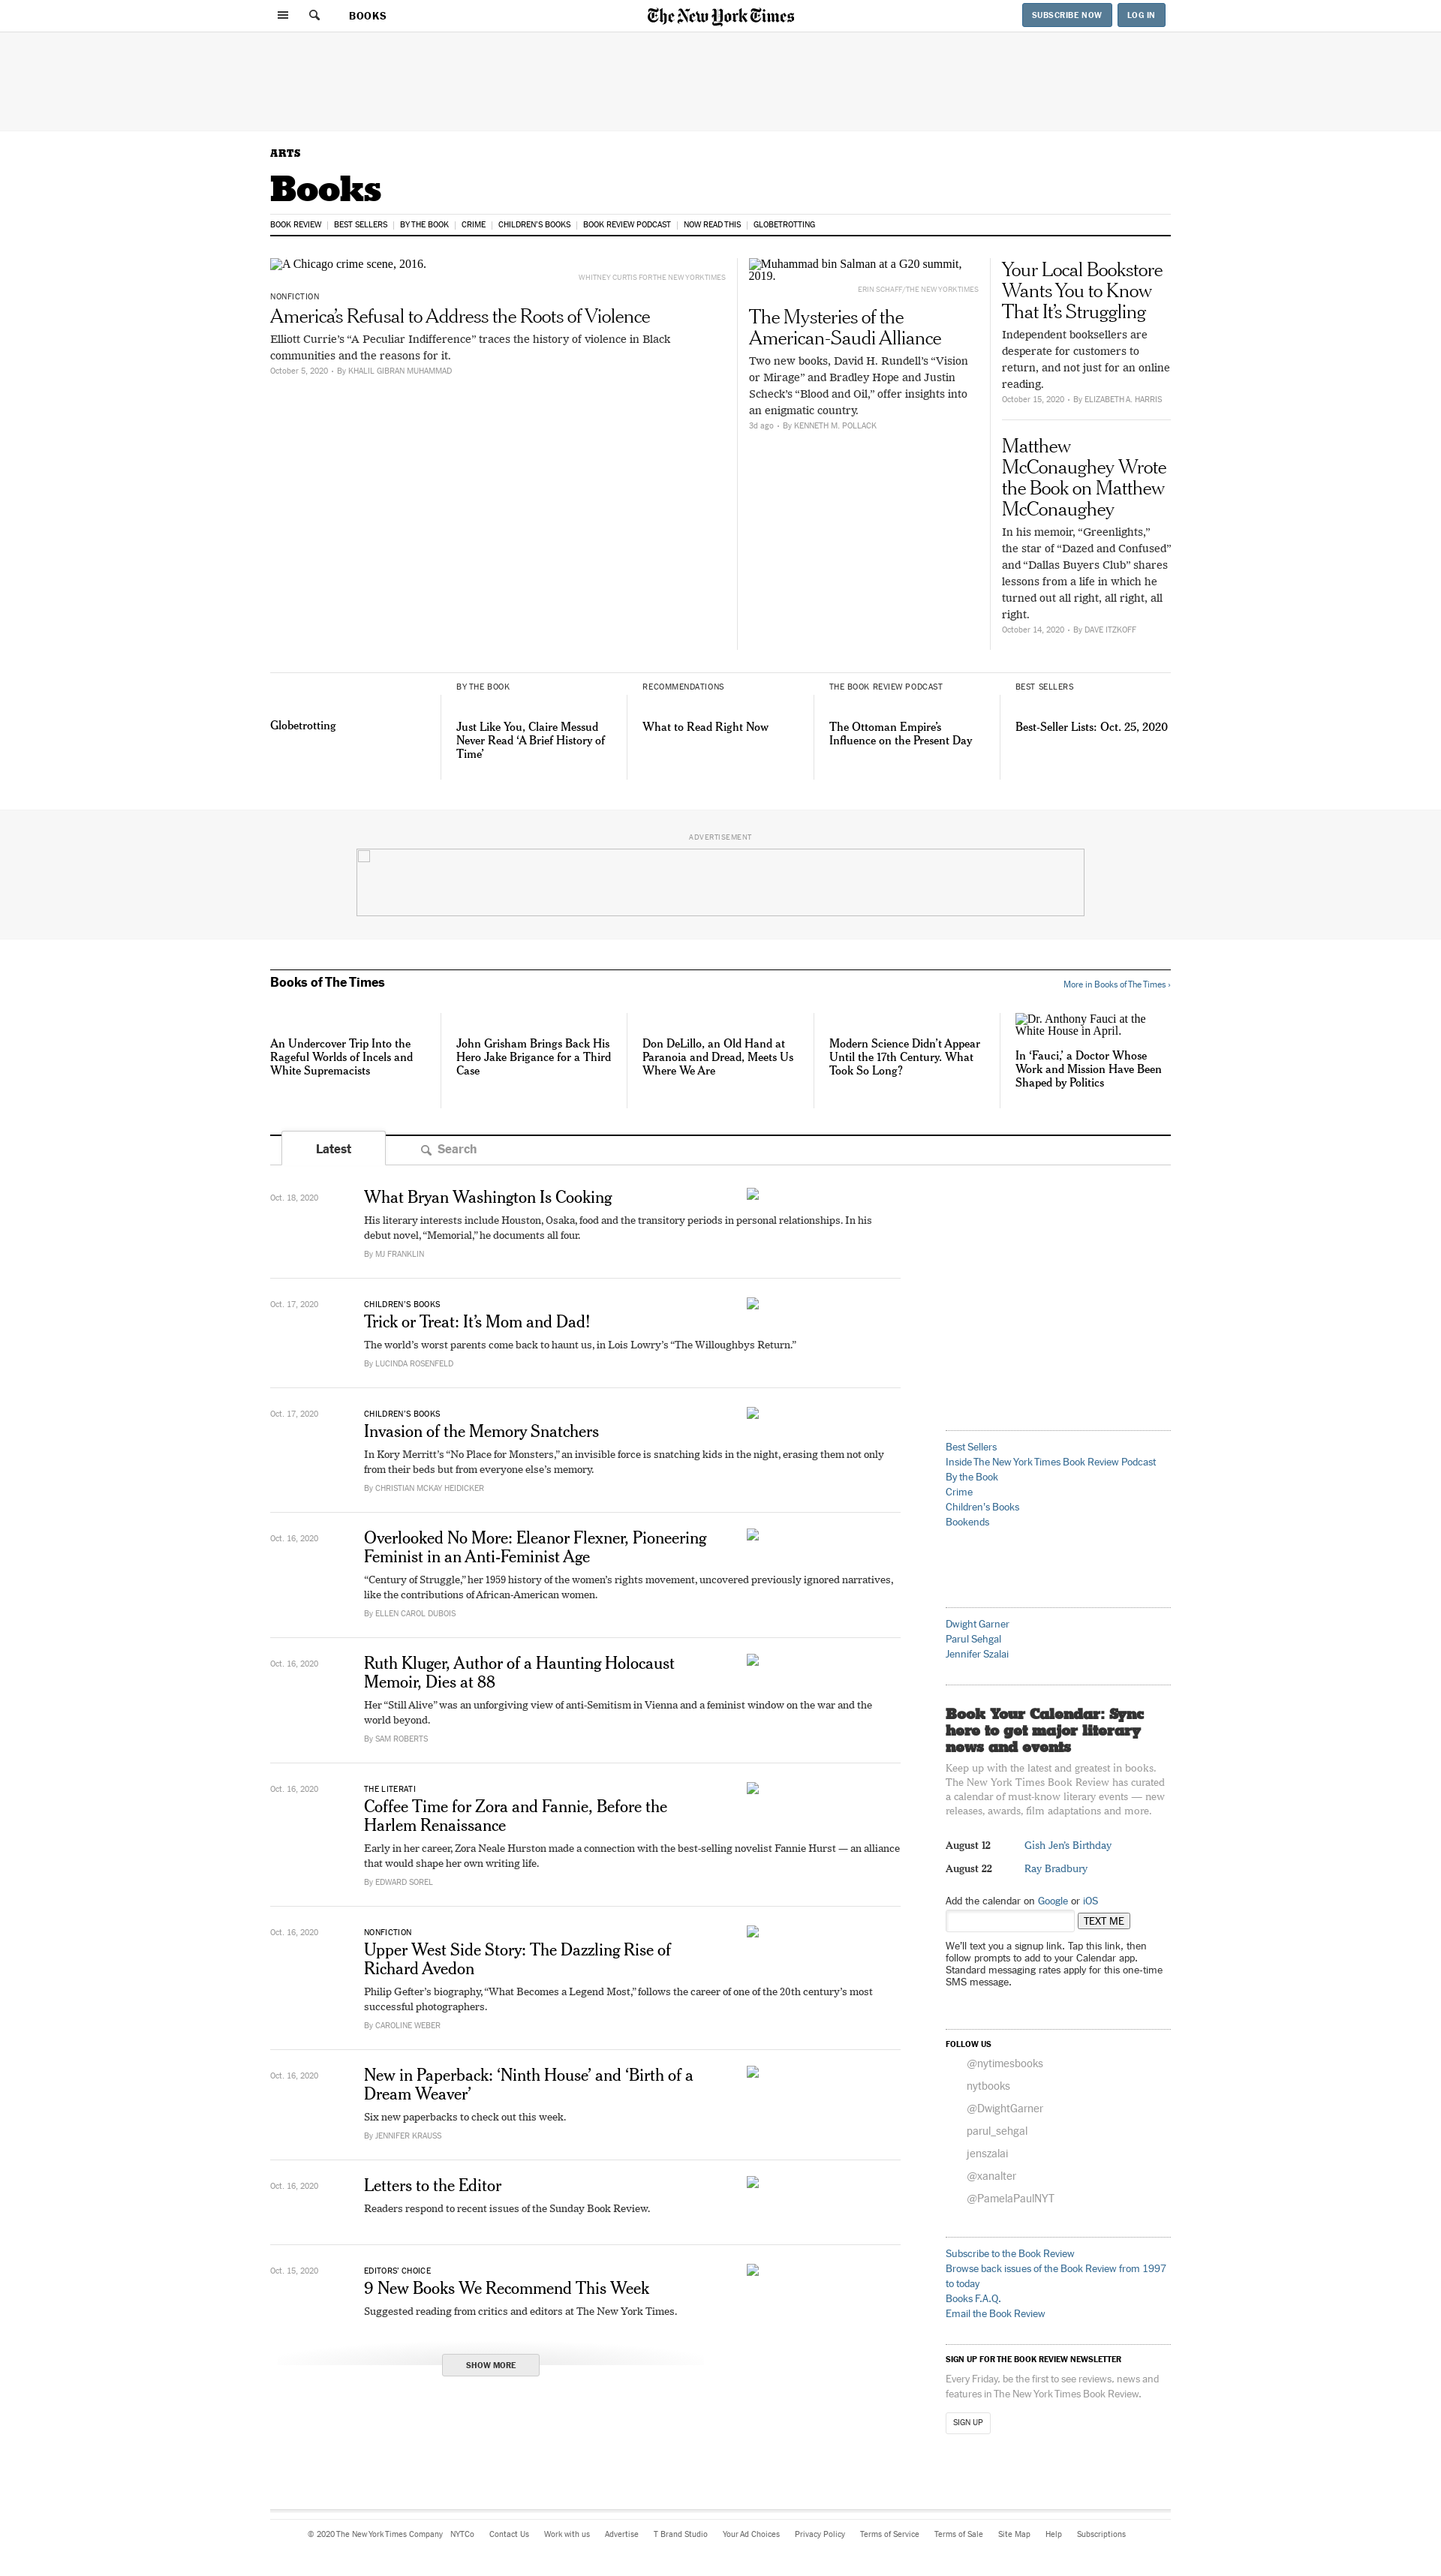 BOOKS
The New York Times
SUBSCRIBE NOW
LOG IN
ARTS
Books
BOOK REVIEW
BEST SELLERS
BY THE BOOK
CRIME
CHILDREN'S BOOKS
BOOK REVIEW PODCAST
NOW READ THIS
GLOBETROTTING
A Chicago crime scene, 2016.
WHITNEY CURTIS FOR THE NEW YORK TIMES
NONFICTION
America's Refusal to Address the Roots of Violence
Elliott Currie's “A Peculiar Indifference” traces the history of violence in Black
communities and the reasons for it.
October 5, 2020 • By KHALIL GIBRAN MUHAMMAD
Muhammad bin Salman at a G20 summit,
2019.
ERIN SCHAFF/THE NEW YORK TIMES
The Mysteries of the
American-Saudi Alliance
Two new books, David H. Rundell's “Vision
or Mirage” and Bradley Hope and Justin
Scheck's “Blood and Oil,” offer insights into
an enigmatic country.
3d ago • By KENNETH M. POLLACK
Your Local Bookstore
Wants You to Know
That It's Struggling
Independent booksellers are
desperate for customers to
return, and not just for an online
reading.
October 15, 2020 • By ELIZABETH A. HARRIS
Matthew
McConaughey Wrote
the Book on Matthew
McConaughey
In his memoir, “Greenlights,”
the star of “Dazed and Confused”
and “Dallas Buyers Club” shares
lessons from a life in which he
turned out all right, all right, all
right.
October 14, 2020 • By DAVE ITZKOFF
Globetrotting
BY THE BOOK
Just Like You, Claire Messud
Never Read ‘A Brief History of
Time’
RECOMMENDATIONS
What to Read Right Now
THE BOOK REVIEW PODCAST
The Ottoman Empire's
Influence on the Present Day
BEST SELLERS
Best-Seller Lists: Oct. 25, 2020
ADVERTISEMENT
Books of The Times
More in Books of The Times ›
An Undercover Trip Into the
Rageful Worlds of Incels and
White Supremacists
John Grisham Brings Back His
Hero Jake Brigance for a Third
Case
Don DeLillo, an Old Hand at
Paranoia and Dread, Meets Us
Where We Are
Modern Science Didn't Appear
Until the 17th Century. What
Took So Long?
Dr. Anthony Fauci at the
White House in April.
In ‘Fauci,’ a Doctor Whose
Work and Mission Have Been
Shaped by Politics
Latest
Search
Oct. 18, 2020
What Bryan Washington Is Cooking
His literary interests include Houston, Osaka, food and the transitory periods in personal relationships. In his
debut novel, “Memorial,” he documents all four.
By MJ FRANKLIN
Oct. 17, 2020
CHILDREN'S BOOKS
Trick or Treat: It's Mom and Dad!
The world's worst parents come back to haunt us, in Lois Lowry's “The Willoughbys Return.”
By LUCINDA ROSENFELD
Oct. 17, 2020
CHILDREN'S BOOKS
Invasion of the Memory Snatchers
In Kory Merritt's “No Place for Monsters,” an invisible force is snatching kids in the night, erasing them not only
from their beds but from everyone else's memory.
By CHRISTIAN MCKAY HEIDICKER
Oct. 16, 2020
Overlooked No More: Eleanor Flexner, Pioneering
Feminist in an Anti-Feminist Age
“Century of Struggle,” her 1959 history of the women's rights movement, uncovered previously ignored narratives,
like the contributions of African-American women.
By ELLEN CAROL DUBOIS
Oct. 16, 2020
Ruth Kluger, Author of a Haunting Holocaust
Memoir, Dies at 88
Her “Still Alive” was an unforgiving view of anti-Semitism in Vienna and a feminist window on the war and the
world beyond.
By SAM ROBERTS
Oct. 16, 2020
THE LITERATI
Coffee Time for Zora and Fannie, Before the
Harlem Renaissance
Early in her career, Zora Neale Hurston made a connection with the best-selling novelist Fannie Hurst — an alliance
that would shape her own writing life.
By EDWARD SOREL
Oct. 16, 2020
NONFICTION
Upper West Side Story: The Dazzling Rise of
Richard Avedon
Philip Gefter's biography, “What Becomes a Legend Most,” follows the career of one of the 20th century's most
successful photographers.
By CAROLINE WEBER
Oct. 16, 2020
New in Paperback: ‘Ninth House’ and ‘Birth of a
Dream Weaver’
Six new paperbacks to check out this week.
By JENNIFER KRAUSS
Oct. 16, 2020
Letters to the Editor
Readers respond to recent issues of the Sunday Book Review.
Oct. 15, 2020
EDITORS' CHOICE
9 New Books We Recommend This Week
Suggested reading from critics and editors at The New York Times.
SHOW MORE
Best Sellers
Inside The New York Times Book Review Podcast
By the Book
Crime
Children's Books
Bookends
Dwight Garner
Parul Sehgal
Jennifer Szalai
Book Your Calendar: Sync
here to get major literary
news and events
Keep up with the latest and greatest in books.
The New York Times Book Review has curated
a calendar of must-know literary events — new
releases, awards, film adaptations and more.
August 12 Gish Jen's Birthday
August 22 Ray Bradbury
Add the calendar on Google or iOS
TEXT ME
We'll text you a signup link. Tap this link, then
follow prompts to add to your Calendar app.
Standard messaging rates apply for this one-time
SMS message.
FOLLOW US
@nytimesbooks
nytbooks
@DwightGarner
parul_sehgal
jenszalai
@xanalter
@PamelaPaulNYT
Subscribe to the Book Review
Browse back issues of the Book Review from 1997
to today
Books F.A.Q.
Email the Book Review
SIGN UP FOR THE BOOK REVIEW NEWSLETTER
Every Friday, be the first to see reviews, news and
features in The New York Times Book Review.
SIGN UP
© 2020 The New York Times Company NYTCo Contact Us Work with us Advertise T Brand Studio Your Ad Choices Privacy Policy Terms of Service Terms of Sale Site Map Help Subscriptions